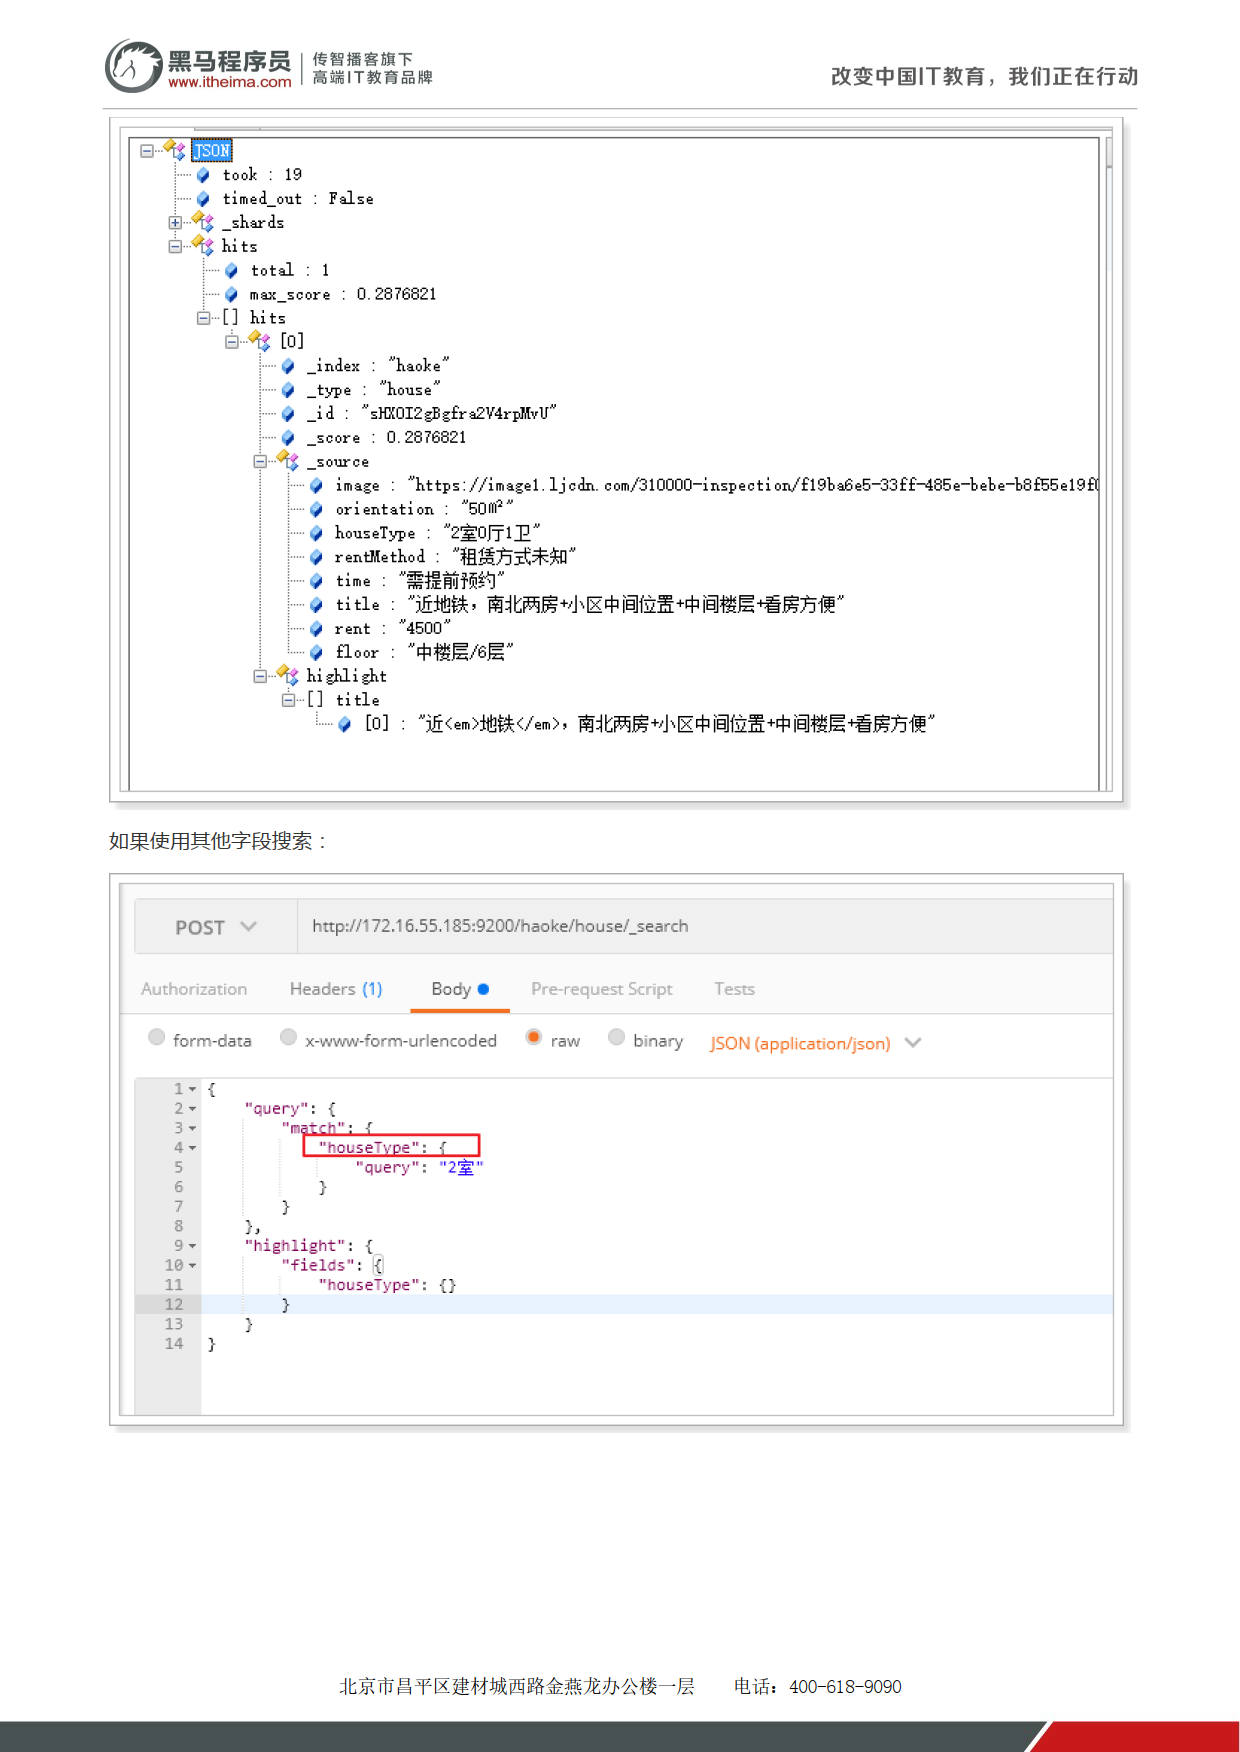 黑马程序员
www.itheima.com
传智播客旗下
高端IT教育品牌
改变中国IT教育，我们正在行动
JSON
took : 19
timed_out : False
_shards
hits
total : 1
max_score : 0.2876821
[] hits
[0]
_index : "haoke"
_type : "house"
_id : "sHXOI2gBgfra2V4rpMvU"
_score : 0.2876821
_source
image : "https://image1.ljcdn.com/310000-inspection/f19ba6e5-33ff-485e-bebe-b8f55e19f0
orientation : "50㎡"
houseType : "2室0厅1卫"
rentMethod : "租赁方式未知"
time : "需提前预约"
title : "近地铁，南北两房+小区中间位置+中间楼层+看房方便"
rent : "4500"
floor : "中楼层/6层"
highlight
[] title
[0] : "近<em>地铁</em>，南北两房+小区中间位置+中间楼层+看房方便"
如果使用其他字段搜索：
POST http://172.16.55.185:9200/haoke/house/_search
Authorization Headers (1) Body Pre-request Script Tests
form-data x-www-form-urlencoded raw binary JSON (application/json)
1 {
2 "query": {
3 "match": {
4 "houseType": {
5 "query": "2室"
6 }
7 }
8 },
9 "highlight": {
10 "fields": {
11 "houseType": {}
12 }
13 }
14 }
北京市昌平区建材城西路金燕龙办公楼一层 电话：400-618-9090